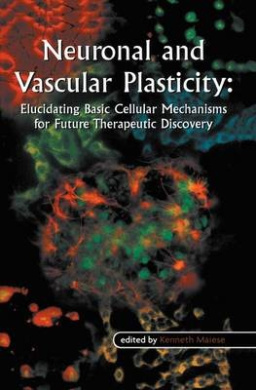 Neuronal and
Vascular Plasticity:
Elucidating Basic Cellular Mechanisms
for Future Therapeutic Discovery
edited by Kenneth Maiese